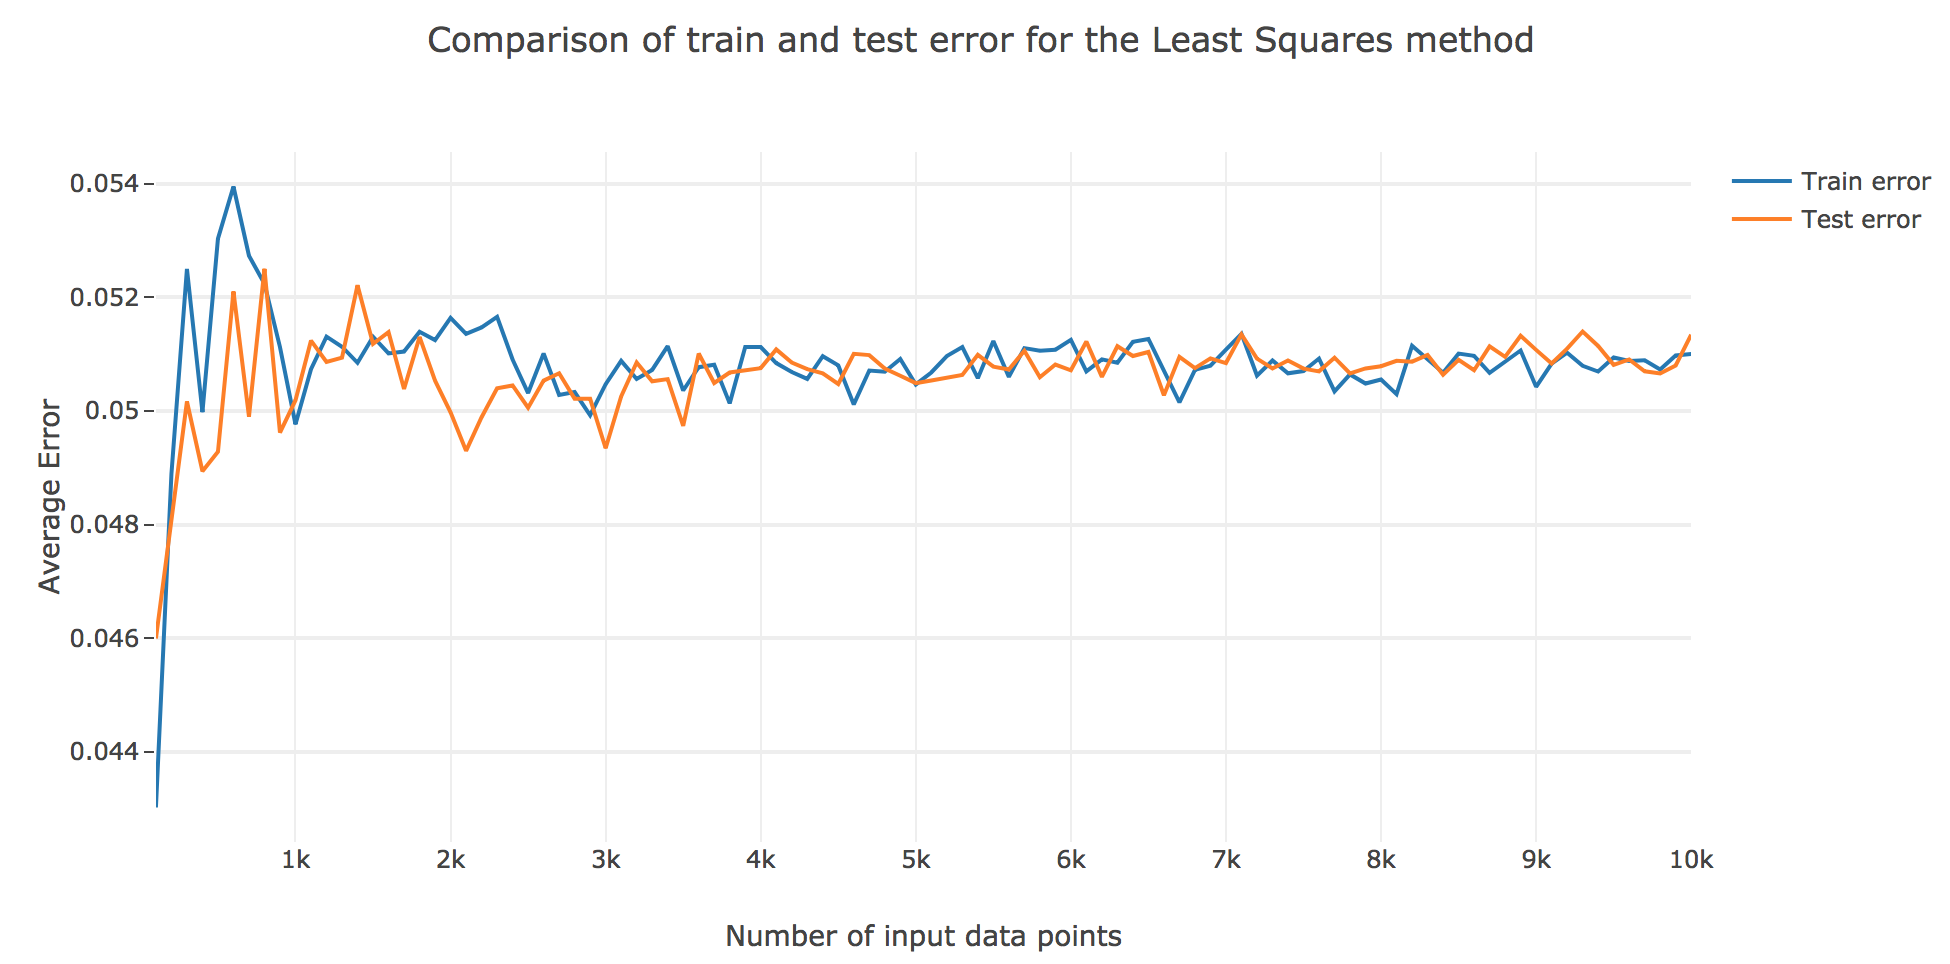 Comparison of train and test error for the Least Squares method
Train error
Test error
0.054
0.052
0.05
0.048
0.046
0.044
Average Error
1k 2k 3k 4k 5k 6k 7k 8k 9k 10k
Number of input data points